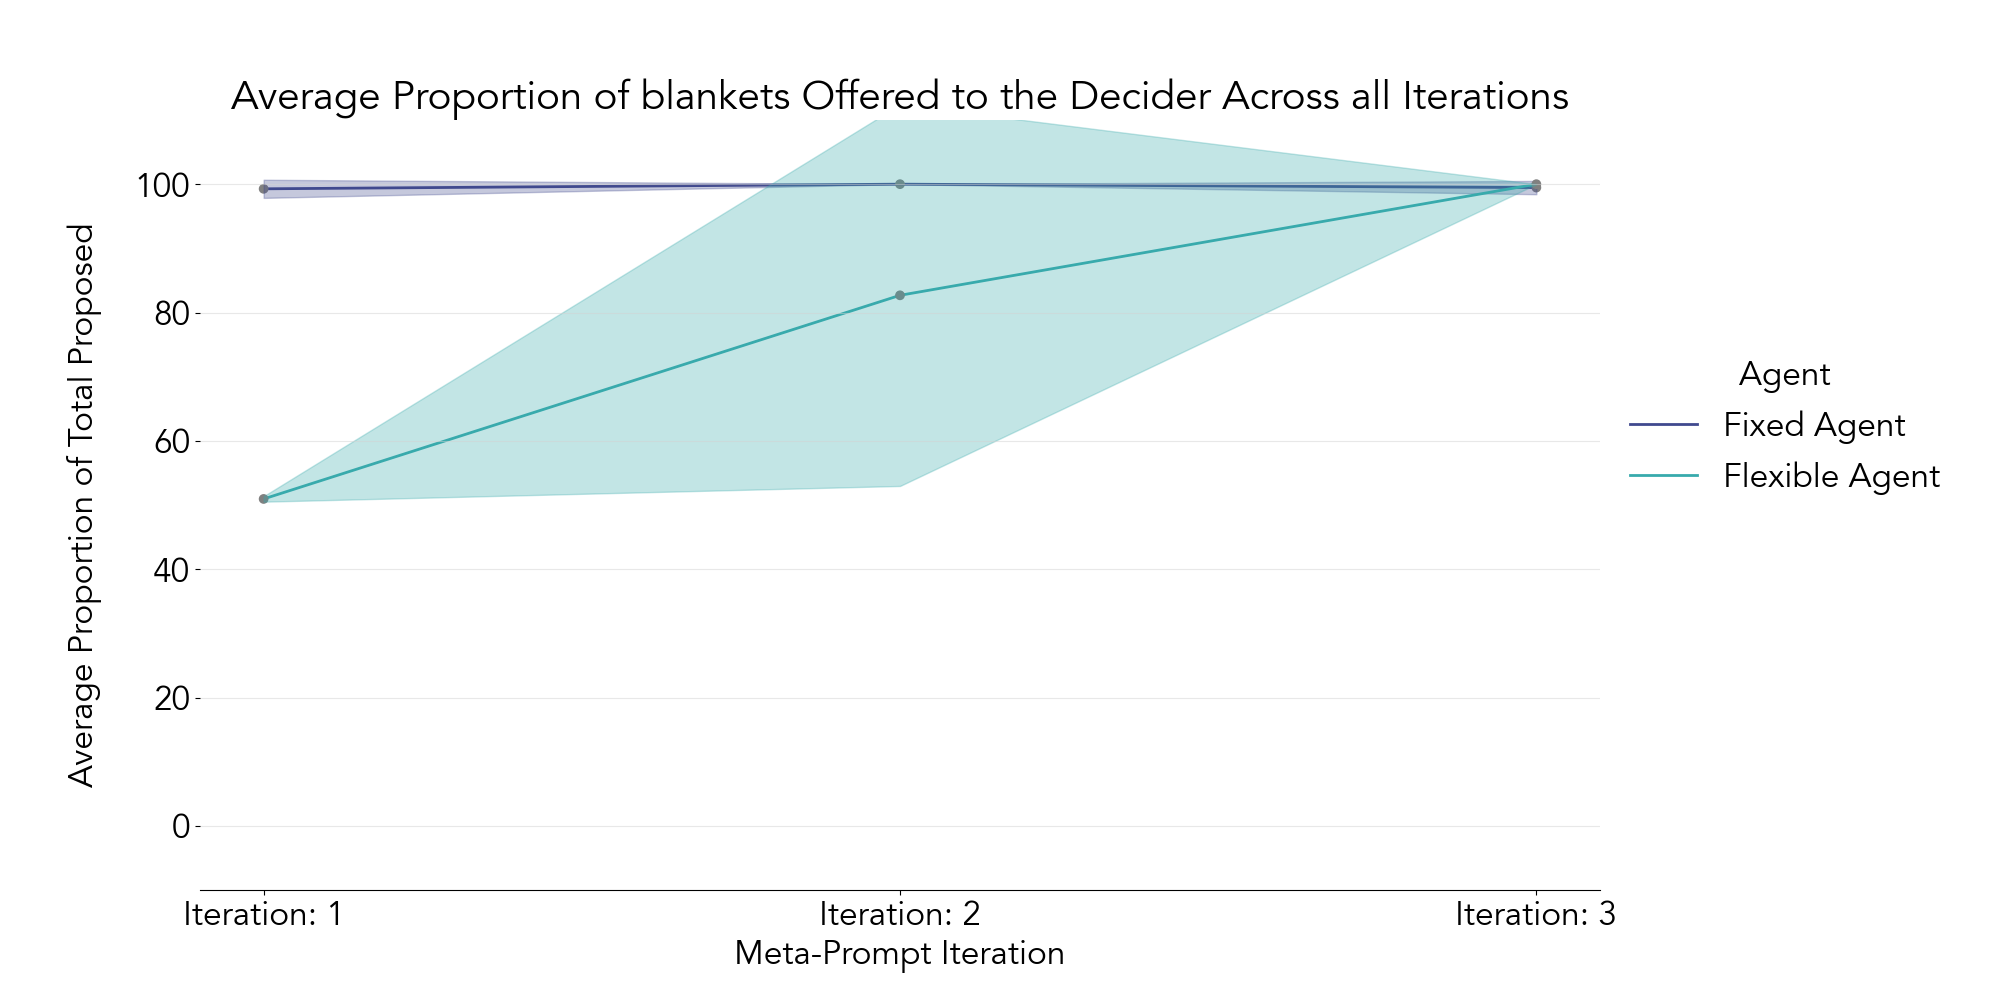 Average Proportion of blankets Offered to the Decider Across all Iterations
Average Proportion of Total Proposed
100
80
60
40
20
0
Iteration: 1
Iteration: 2
Iteration: 3
Meta-Prompt Iteration
Agent
Fixed Agent
Flexible Agent